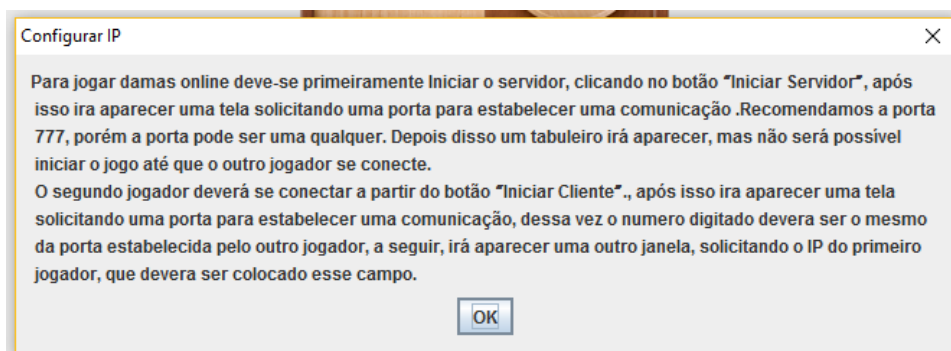 Configurar IP
Para jogar damas online deve-se primeiramente Iniciar o servidor, clicando no botão "Iniciar Servidor", após
isso ira aparecer uma tela solicitando uma porta para estabelecer uma comunicação .Recomendamos a porta
777, porém a porta pode ser uma qualquer. Depois disso um tabuleiro irá aparecer, mas não será possível
iniciar o jogo até que o outro jogador se conecte.
O segundo jogador deverá se conectar a partir do botão "Iniciar Cliente"., após isso ira aparecer uma tela
solicitando uma porta para estabelecer uma comunicação, dessa vez o numero digitado devera ser o mesmo
da porta estabelecida pelo outro jogador, a seguir, irá aparecer uma outro janela, solicitando o IP do primeiro
jogador, que devera ser colocado esse campo.
OK